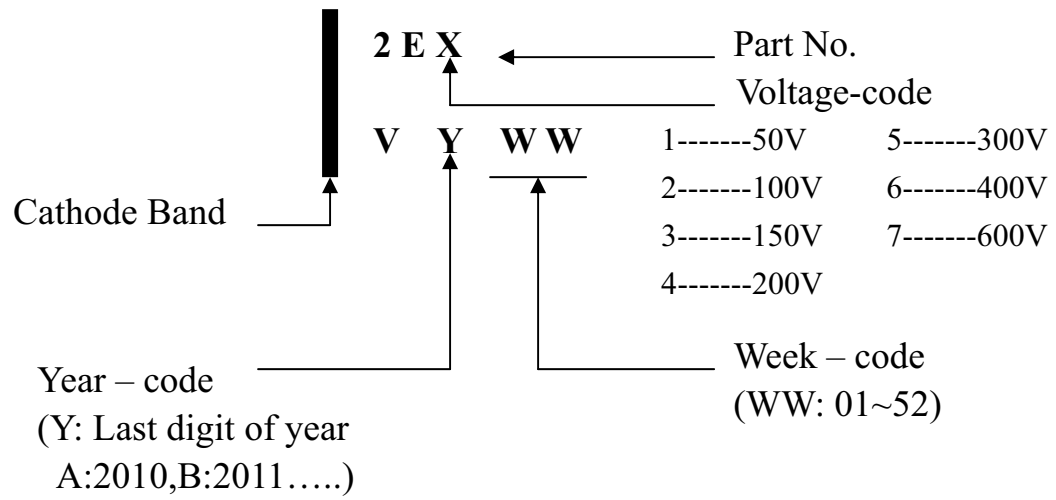 2 E X
Part No.
Voltage-code
V Y W W
1-------50V 5-------300V
2-------100V 6-------400V
Cathode Band
3-------150V 7-------600V
4-------200V
Week – code
Year – code
(WW: 01~52)
(Y: Last digit of year
A:2010,B:2011…..)